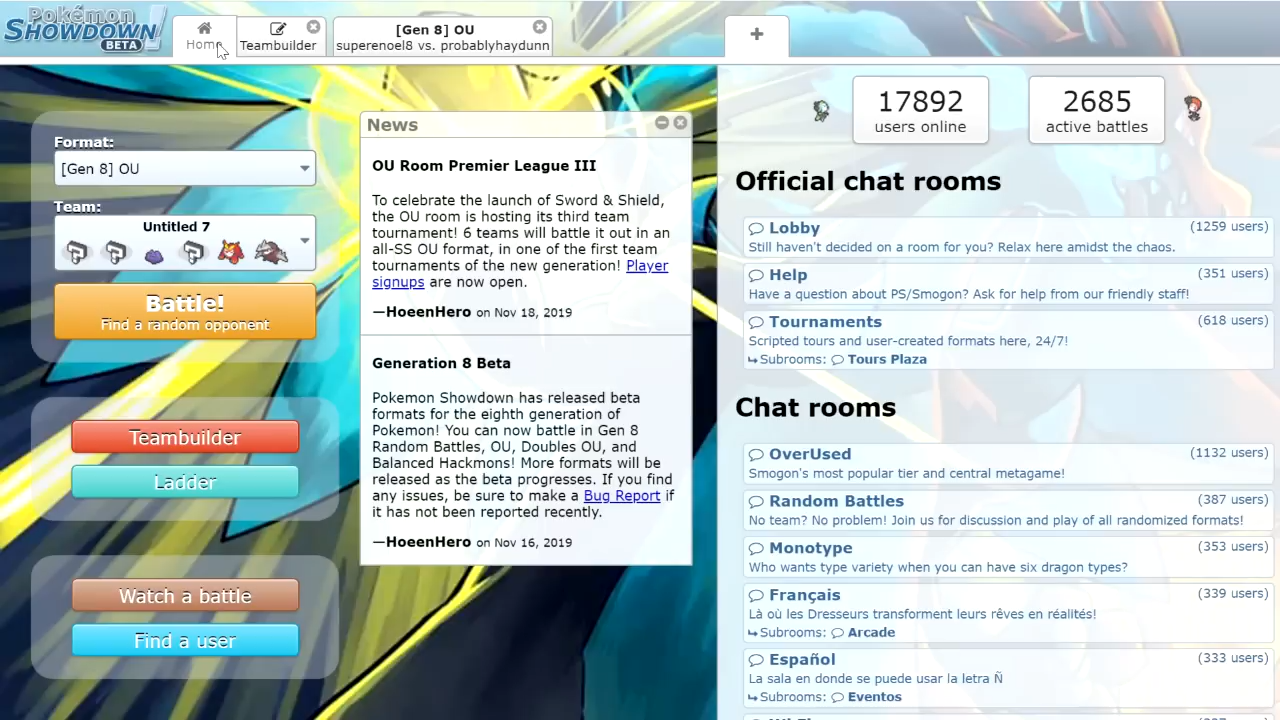 Pokémon
SHOWDOWN!
BETA
Home
Teambuilder
[Gen 8] OU
superenoel8 vs. probablyhaydunn
+
Format:
[Gen 8] OU
Team:
Untitled 7
Battle!
Find a random opponent
Teambuilder
Ladder
Watch a battle
Find a user
News
OU Room Premier League III
To celebrate the launch of Sword & Shield,
the OU room is hosting its third team
tournament! 6 teams will battle it out in an
all-SS OU format, in one of the first team
tournaments of the new generation! Player
signups are now open.
—HoeenHero on Nov 18, 2019
Generation 8 Beta
Pokemon Showdown has released beta
formats for the eighth generation of
Pokemon! You can now battle in Gen 8
Random Battles, OU, Doubles OU, and
Balanced Hackmons! More formats will be
released as the beta progresses. If you find
any issues, be sure to make a Bug Report if
it has not been reported recently.
—HoeenHero on Nov 16, 2019
17892
users online
2685
active battles
Official chat rooms
Lobby (1259 users)
Still haven't decided on a room for you? Relax here amidst the chaos.
Help (351 users)
Have a question about PS/Smogon? Ask for help from our friendly staff!
Tournaments (618 users)
Scripted tours and user-created formats here, 24/7!
↳Subrooms: Tours Plaza
Chat rooms
OverUsed (1132 users)
Smogon's most popular tier and central metagame!
Random Battles (387 users)
No team? No problem! Join us for discussion and play of all randomized formats!
Monotype (353 users)
Who wants type variety when you can have six dragon types?
Français (339 users)
Là où les Dresseurs transforment leurs rêves en réalités!
↳Subrooms: Arcade
Español (333 users)
La sala en donde se puede usar la letra Ñ
↳Subrooms: Eventos